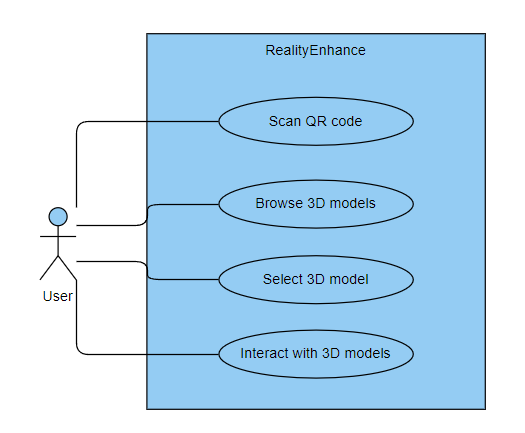 RealityEnhance
Scan QR code
Browse 3D models
Select 3D model
User
Interact with 3D models